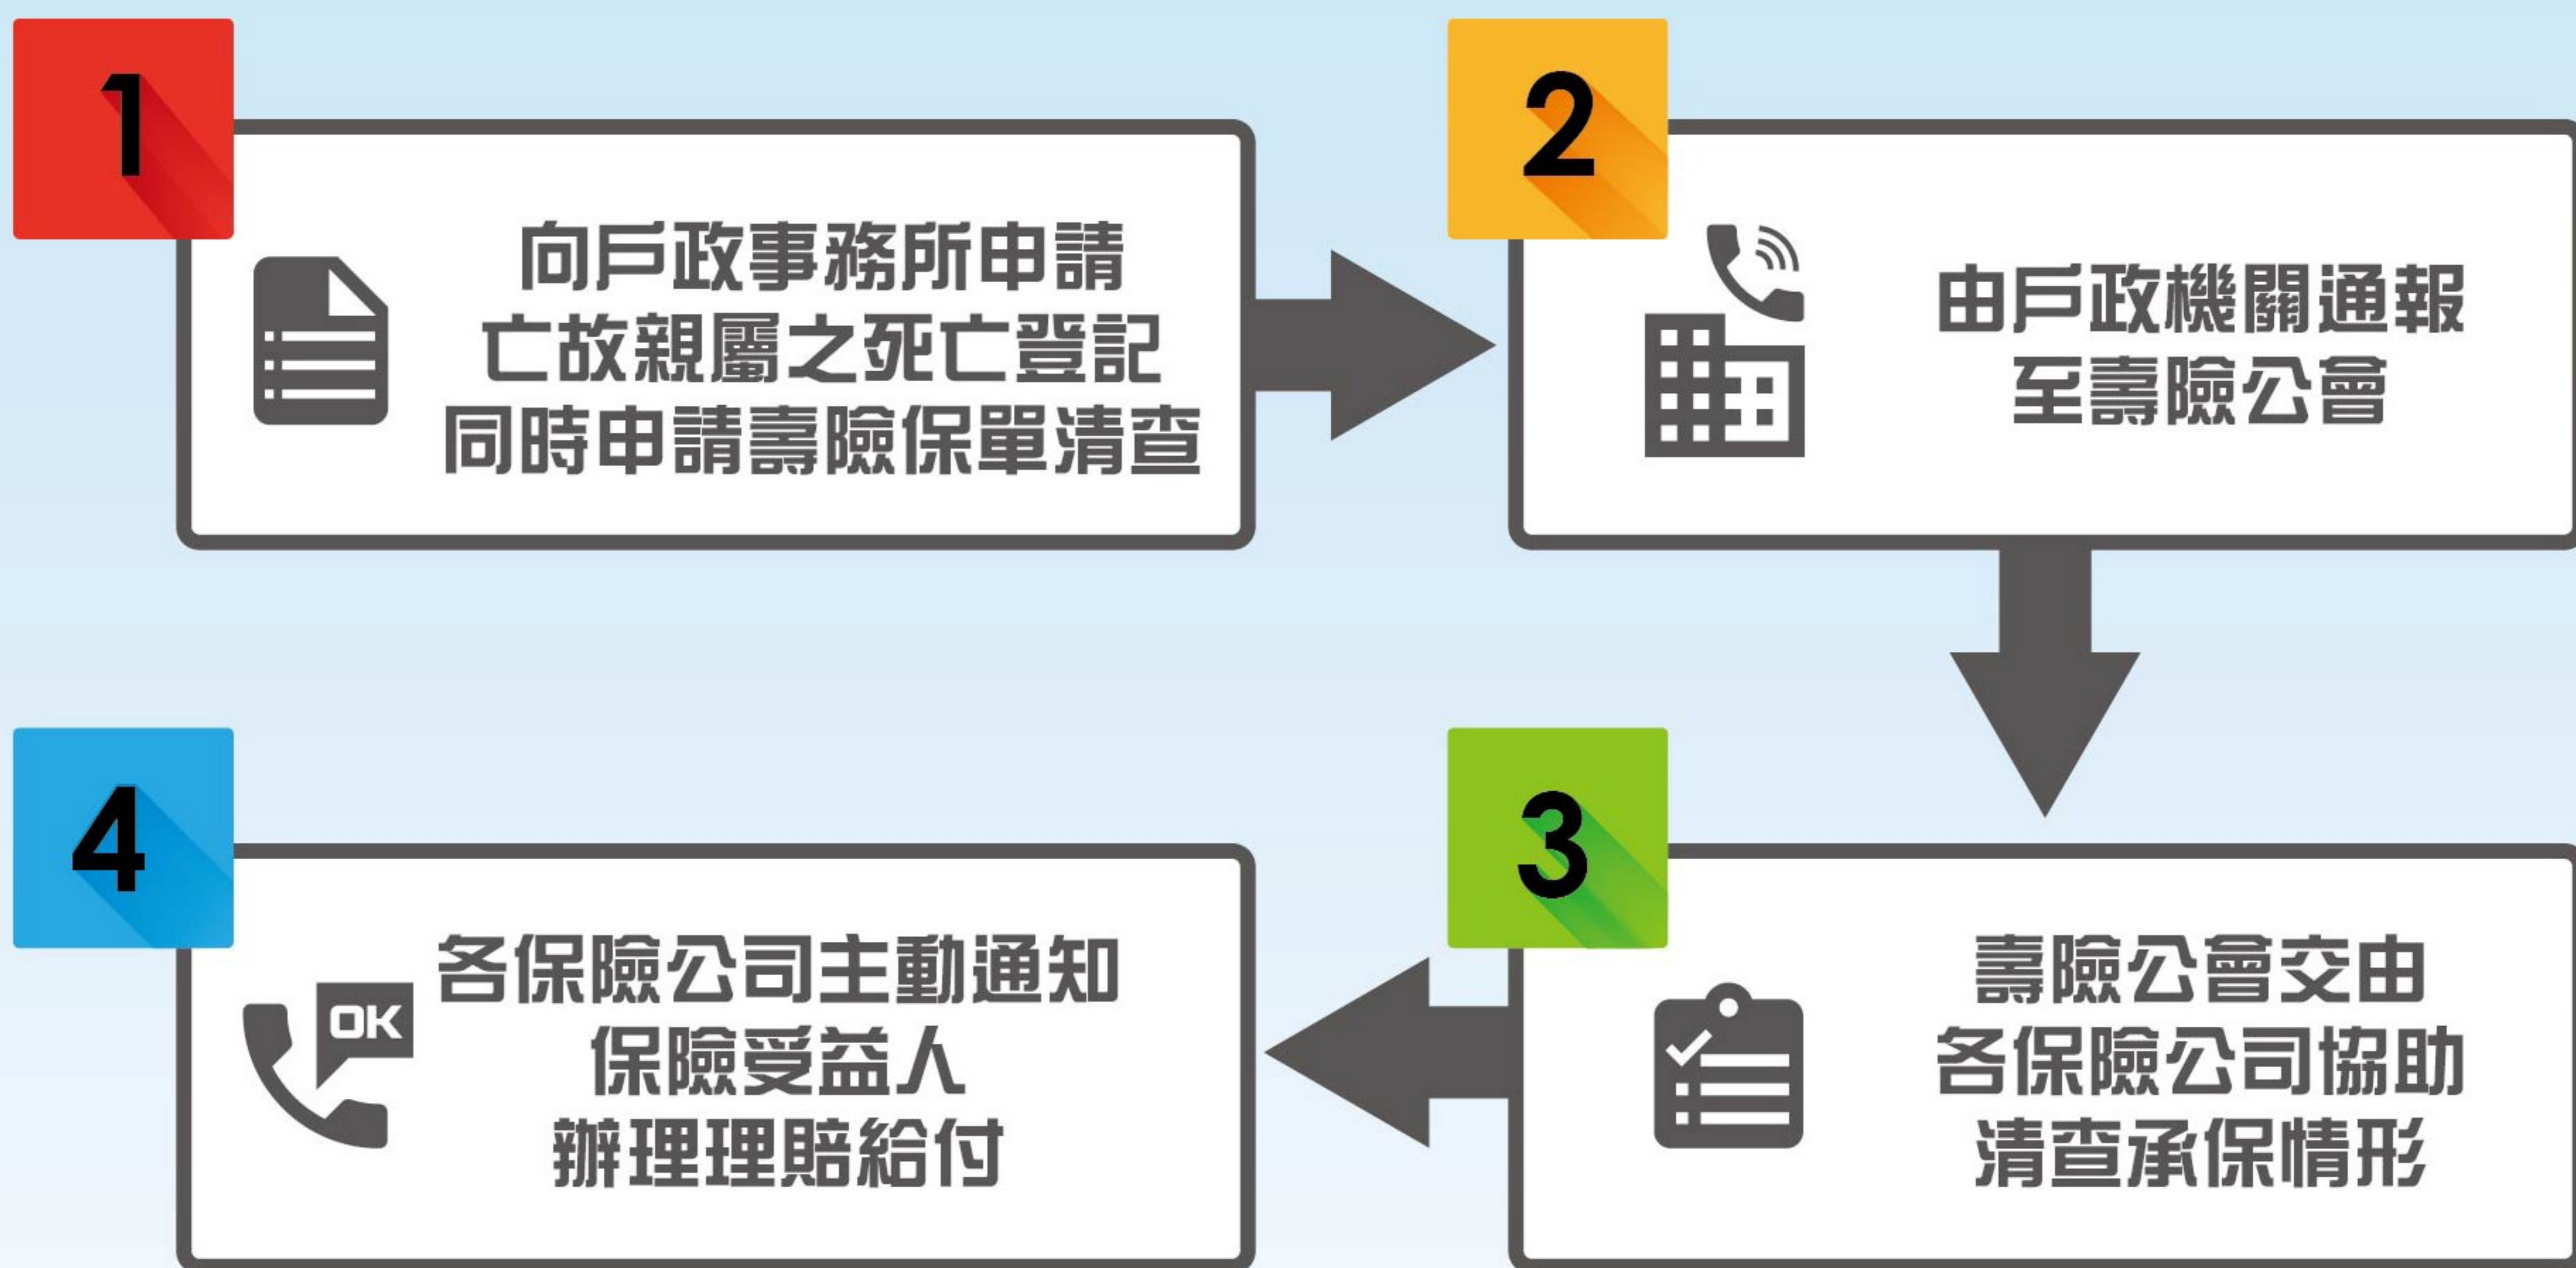 1
向戶政事務所申請
亡故親屬之死亡登記
同時申請壽險保單清查
2
由戶政機關通報
至壽險公會
3
壽險公會交由
各保險公司協助
清查承保情形
4
OK
各保險公司主動通知
保險受益人
辦理理賠給付